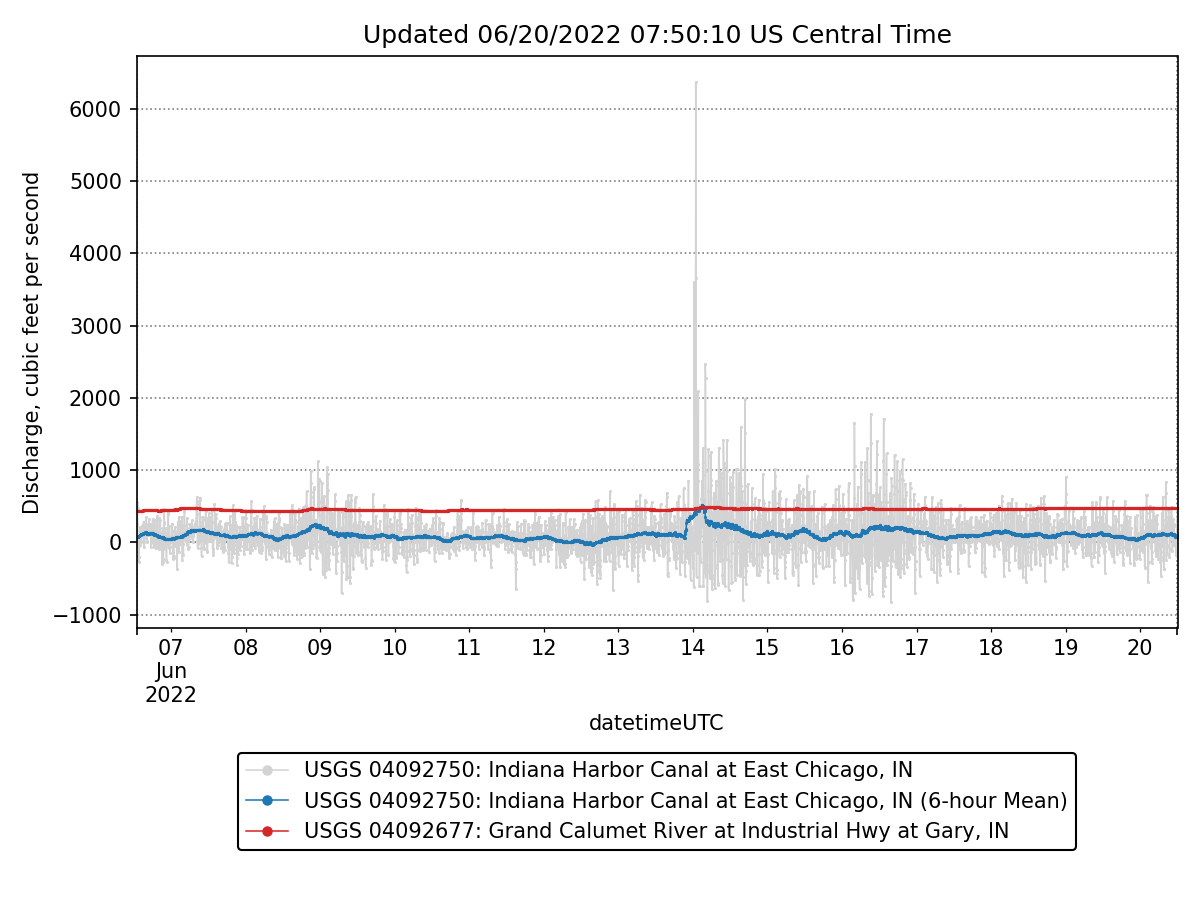 Updated 06/20/2022 07:50:10 US Central Time
Discharge, cubic feet per second
6000
5000
4000
3000
2000
1000
0
−1000
07 08 09 10 11 12 13 14 15 16 17 18 19 20
Jun
2022
datetimeUTC
USGS 04092750: Indiana Harbor Canal at East Chicago, IN
USGS 04092750: Indiana Harbor Canal at East Chicago, IN (6-hour Mean)
USGS 04092677: Grand Calumet River at Industrial Hwy at Gary, IN